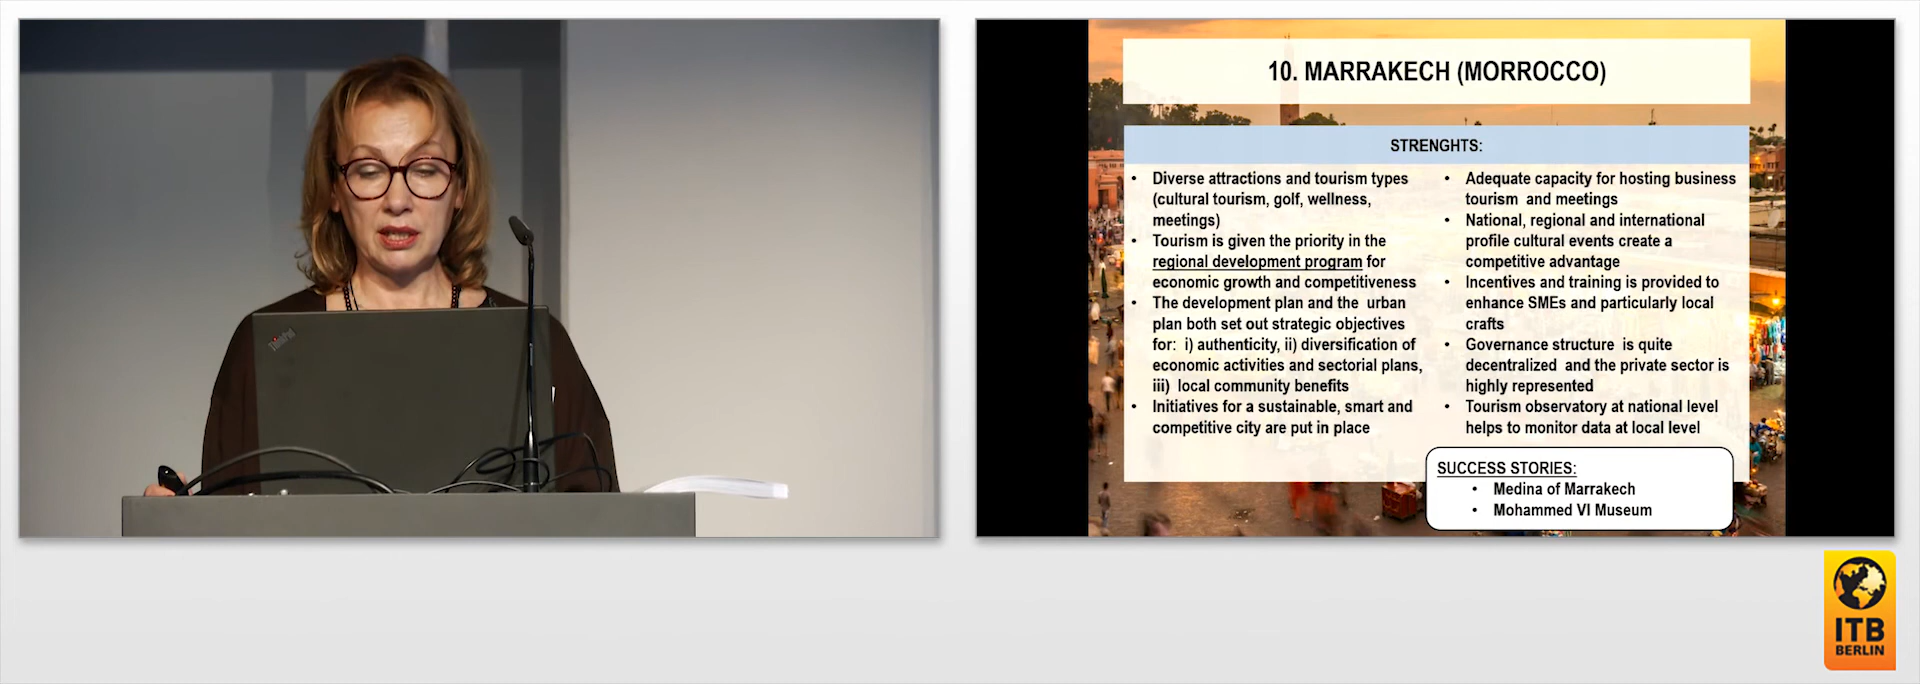 ThinkPad
10. MARRAKECH (MORROCCO)
STRENGHTS:
• Diverse attractions and tourism types
(cultural tourism, golf, wellness,
meetings)
• Tourism is given the priority in the
regional development program for
economic growth and competitiveness
• The development plan and the urban
plan both set out strategic objectives
for: i) authenticity, ii) diversification of
economic activities and sectorial plans,
iii) local community benefits
• Initiatives for a sustainable, smart and
competitive city are put in place
• Adequate capacity for hosting business
tourism and meetings
• National, regional and international
profile cultural events create a
competitive advantage
• Incentives and training is provided to
enhance SMEs and particularly local
crafts
• Governance structure is quite
decentralized and the private sector is
highly represented
• Tourism observatory at national level
helps to monitor data at local level
SUCCESS STORIES:
• Medina of Marrakech
• Mohammed VI Museum
ITB
BERLIN